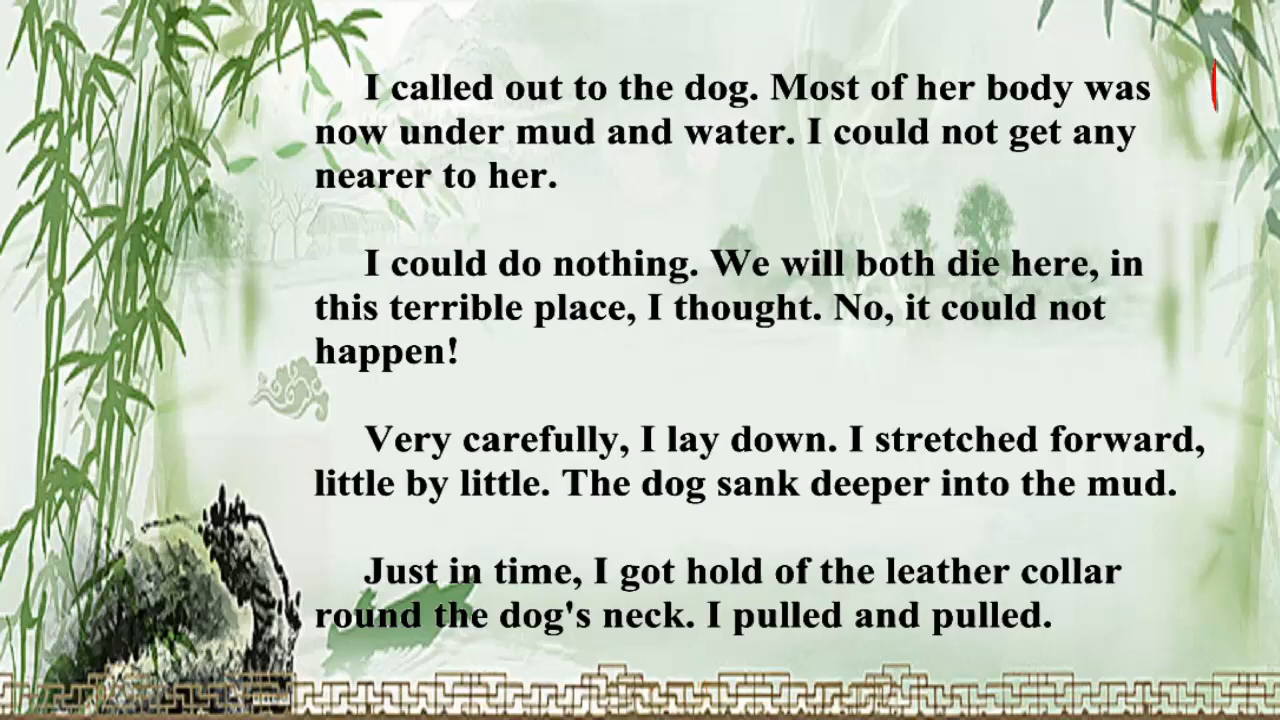 I called out to the dog. Most of her body was
now under mud and water. I could not get any
nearer to her.
I could do nothing. We will both die here, in
this terrible place, I thought. No, it could not
happen!
Very carefully, I lay down. I stretched forward,
little by little. The dog sank deeper into the mud.
Just in time, I got hold of the leather collar
round the dog's neck. I pulled and pulled.